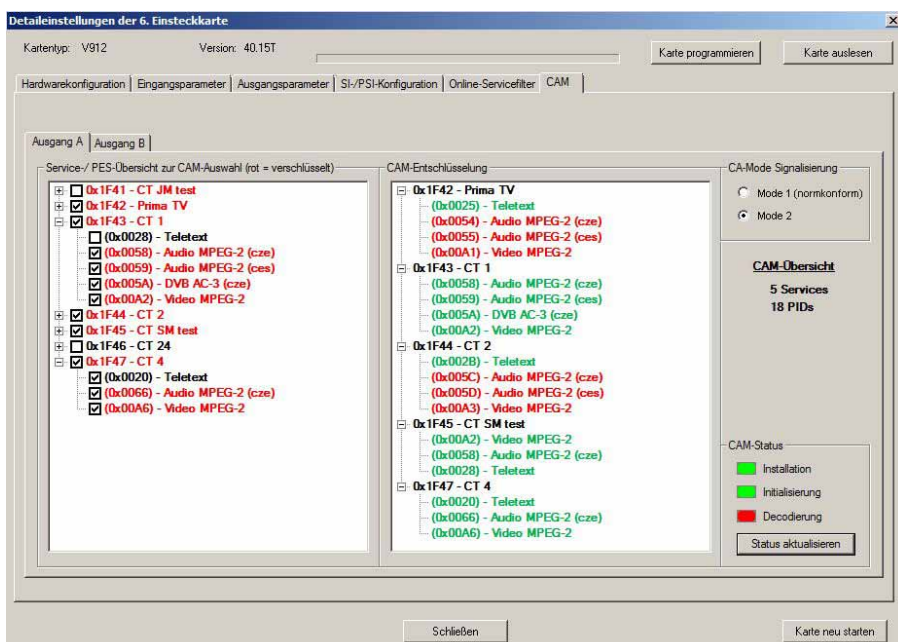 Detaileinstellungen der 6. Einsteckkarte
Kartentyp: V912 Version: 40.15T
Karte programmieren
Karte auslesen
Hardwarekonfiguration Eingangsparameter Ausgangsparameter SI-/PSI-Konfiguration Online-Servicefilter CAM
Ausgang A Ausgang B
Service-/ PES-Übersicht zur CAM-Auswahl (rot = verschlüsselt)
0x1F41 - CT JM test
0x1F42 - Prima TV
0x1F43 - CT 1
(0x0028) - Teletext
(0x0058) - Audio MPEG-2 (cze)
(0x0059) - Audio MPEG-2 (ces)
(0x005A) - DVB AC-3 (cze)
(0x00A2) - Video MPEG-2
0x1F44 - CT 2
0x1F45 - CT SM test
0x1F46 - CT 24
0x1F47 - CT 4
(0x0020) - Teletext
(0x0066) - Audio MPEG-2 (cze)
(0x00A6) - Video MPEG-2
CAM-Entschlüsselung
0x1F42 - Prima TV
(0x0025) - Teletext
(0x0054) - Audio MPEG-2 (cze)
(0x0055) - Audio MPEG-2 (ces)
(0x00A1) - Video MPEG-2
0x1F43 - CT 1
(0x0058) - Audio MPEG-2 (cze)
(0x0059) - Audio MPEG-2 (ces)
(0x005A) - DVB AC-3 (cze)
(0x00A2) - Video MPEG-2
0x1F44 - CT 2
(0x002B) - Teletext
(0x005C) - Audio MPEG-2 (cze)
(0x005D) - Audio MPEG-2 (ces)
(0x00A3) - Video MPEG-2
0x1F45 - CT SM test
(0x00A2) - Video MPEG-2
(0x0058) - Audio MPEG-2 (cze)
(0x0028) - Teletext
0x1F47 - CT 4
(0x0020) - Teletext
(0x0066) - Audio MPEG-2 (cze)
(0x00A6) - Video MPEG-2
CA-Mode Signalisierung
Mode 1 (normkonform)
Mode 2
CAM-Übersicht
5 Services
18 PIDs
CAM-Status
Installation
Initialisierung
Decodierung
Status aktualisieren
Schließen
Karte neu starten